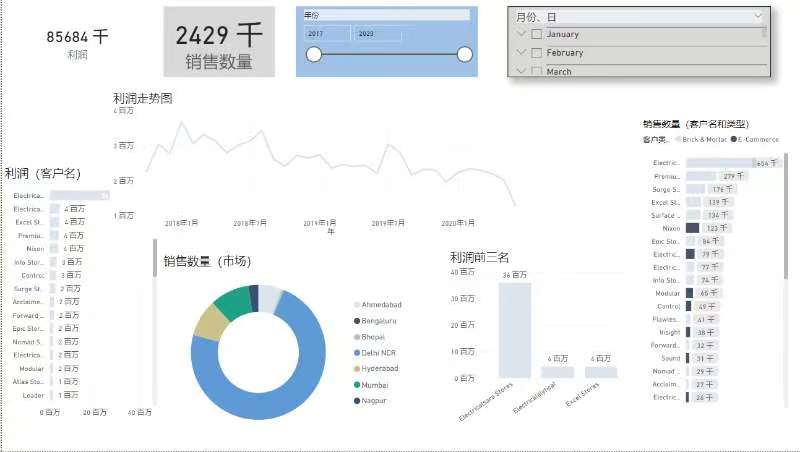 85684 千
利润
2429 千
销售数量
年份
2017
2023
月份、日
January
February
March
利润走势图
4 百万
3 百万
2 百万
1 百万
2018年1月
2018年7月
2019年1月
2019年7月
2020年1月
年
利润（客户名）
Electrica...
Electrica... 4 百万
Excel St... 4 百万
Premiu... 4 百万
Nixon 4 百万
Info Stor... 3 百万
Control 3 百万
Surge St... 2 百万
Acclaime... 2 百万
Forward ... 2 百万
Epic Stor... 2 百万
Nomad S... 2 百万
Electrica... 2 百万
Modular 2 百万
Atlas Sto... 1 百万
Leader 1 百万
0 百万
20 百万
40 百万
销售数量（市场）
Ahmedabad
Bengaluru
Bhopal
Delhi NCR
Hyderabad
Mumbai
Nagpur
利润前三名
40 百万
30 百万
20 百万
10 百万
0 百万
36 百万
4 百万
4 百万
Electricalsara Stores
Electricalslytical
Excel Stores
销售数量（客户名和类型）
客户类... Brick & Mortar E-Commerce
Electric... 654 千
Premiu... 279 千
Surge S... 176 千
Excel St... 139 千
Surface ... 134 千
Nixon 123 千
Epic Sto... 84 千
Electric... 79 千
Electric... 77 千
Info Sto... 74 千
Modular 65 千
Control 49 千
Flawles... 41 千
Insight 38 千
Forward... 32 千
Sound 31 千
Nomad ... 29 千
Acclaim... 27 千
Electric... 26 千